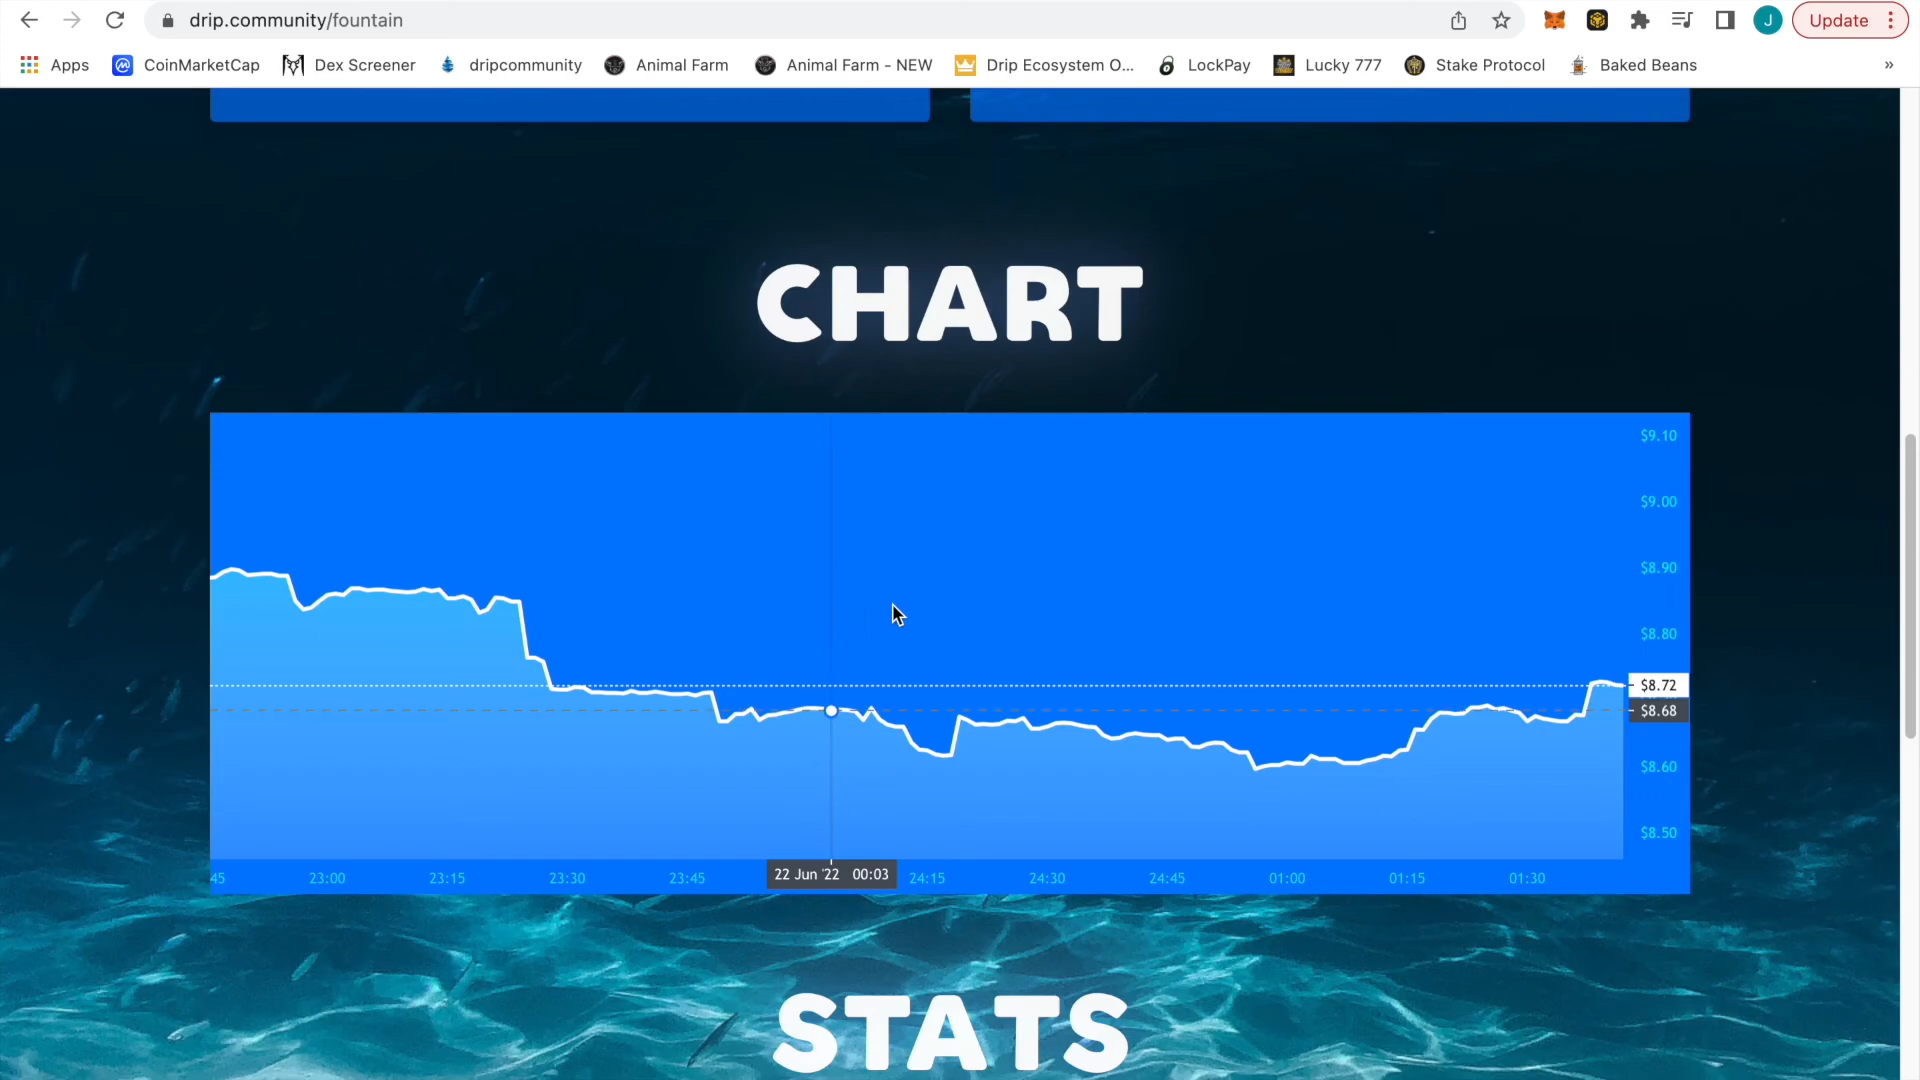 drip.community/fountain
J
Update
Apps
CoinMarketCap
Dex Screener
dripcommunity
Animal Farm
Animal Farm - NEW
Drip Ecosystem O...
LockPay
Lucky 777
Stake Protocol
Baked Beans
»
CHART
$9.10
$9.00
$8.90
$8.80
$8.72
$8.68
$8.60
$8.50
45
23:00
23:15
23:30
23:45
22 Jun '22 00:03
24:15
24:30
24:45
01:00
01:15
01:30
STATS